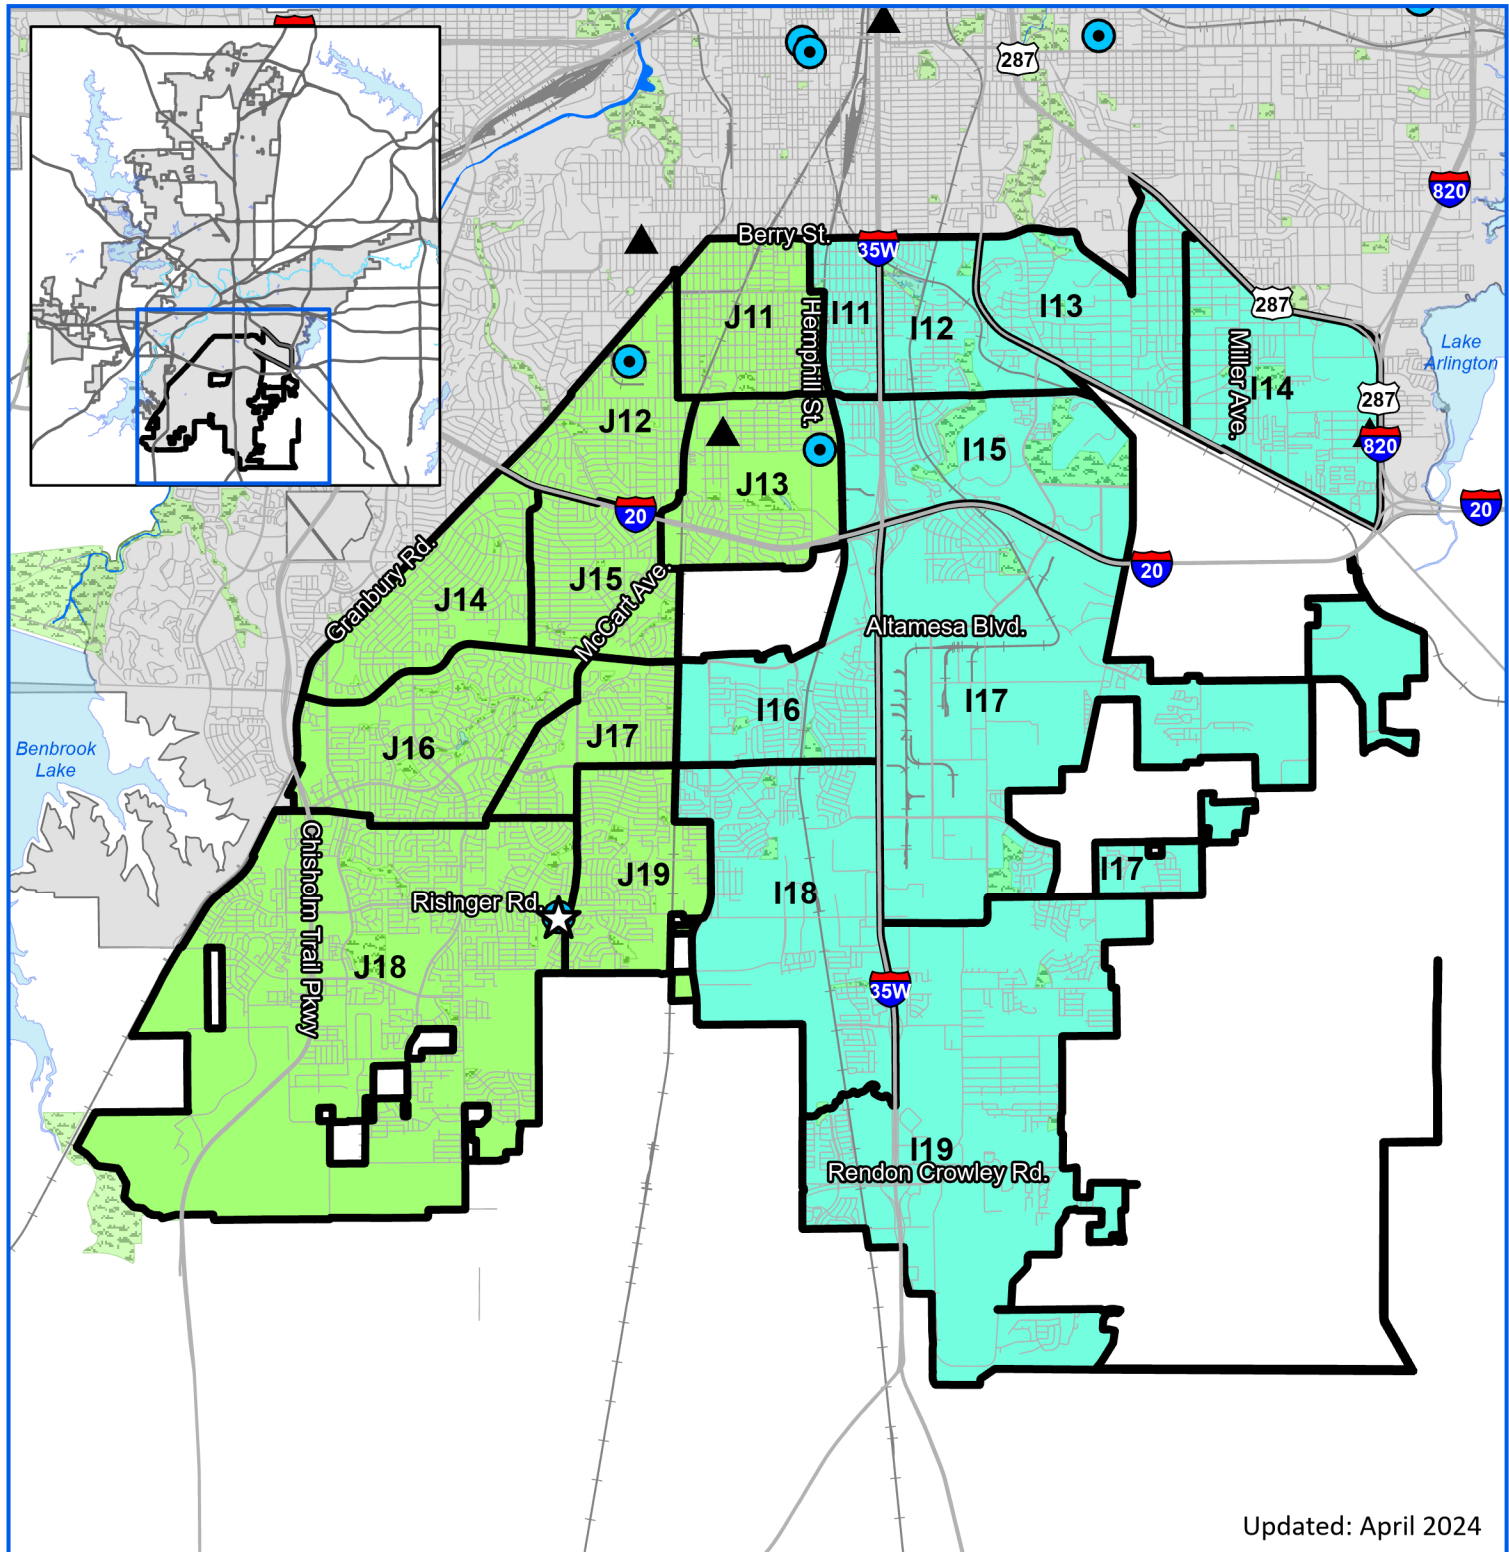 287
820
Berry St.
35W
287
J11
Hemphill St.
I11
I12
I13
Miller Ave.
I14
Lake
Arlington
287
820
J12
I15
J13
20
20
20
Granbury Rd.
J14
J15
McCart Ave.
Altamesa Blvd.
I16
I17
J16
J17
Benbrook
Lake
Chisholm Trail Pkwy
J19
I17
Risinger Rd.
I18
J18
35W
I19
Rendon Crowley Rd.
Updated: April 2024